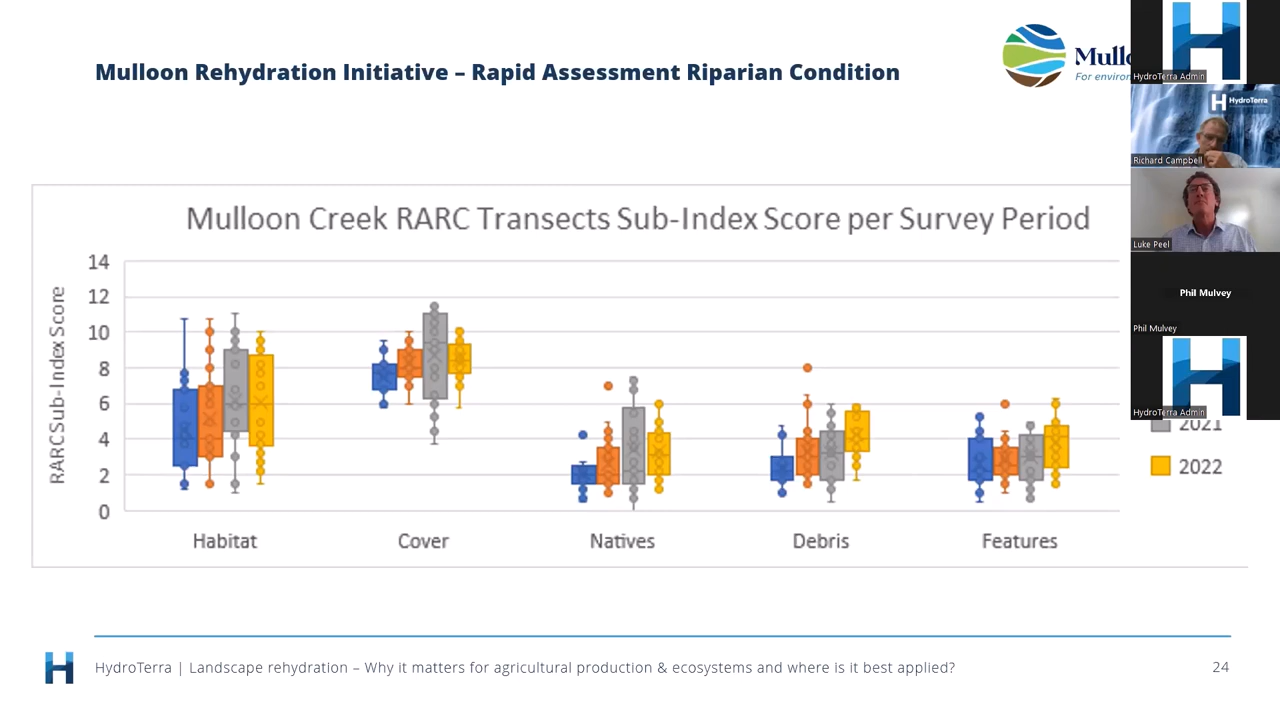 Mulloon Rehydration Initiative – Rapid Assessment Riparian Condition
For environ
HydroTerra Admin
HydroTerra
Richard Campbell
Luke Peel
Phil Mulvey
Phil Mulvey
HydroTerra Admin
Mulloon Creek RARC Transects Sub-Index Score per Survey Period
RARC Sub-Index Score
14
12
10
8
6
4
2
0
Habitat Cover Natives Debris Features
2021
2022
HydroTerra | Landscape rehydration – Why it matters for agricultural production & ecosystems and where is it best applied?
24